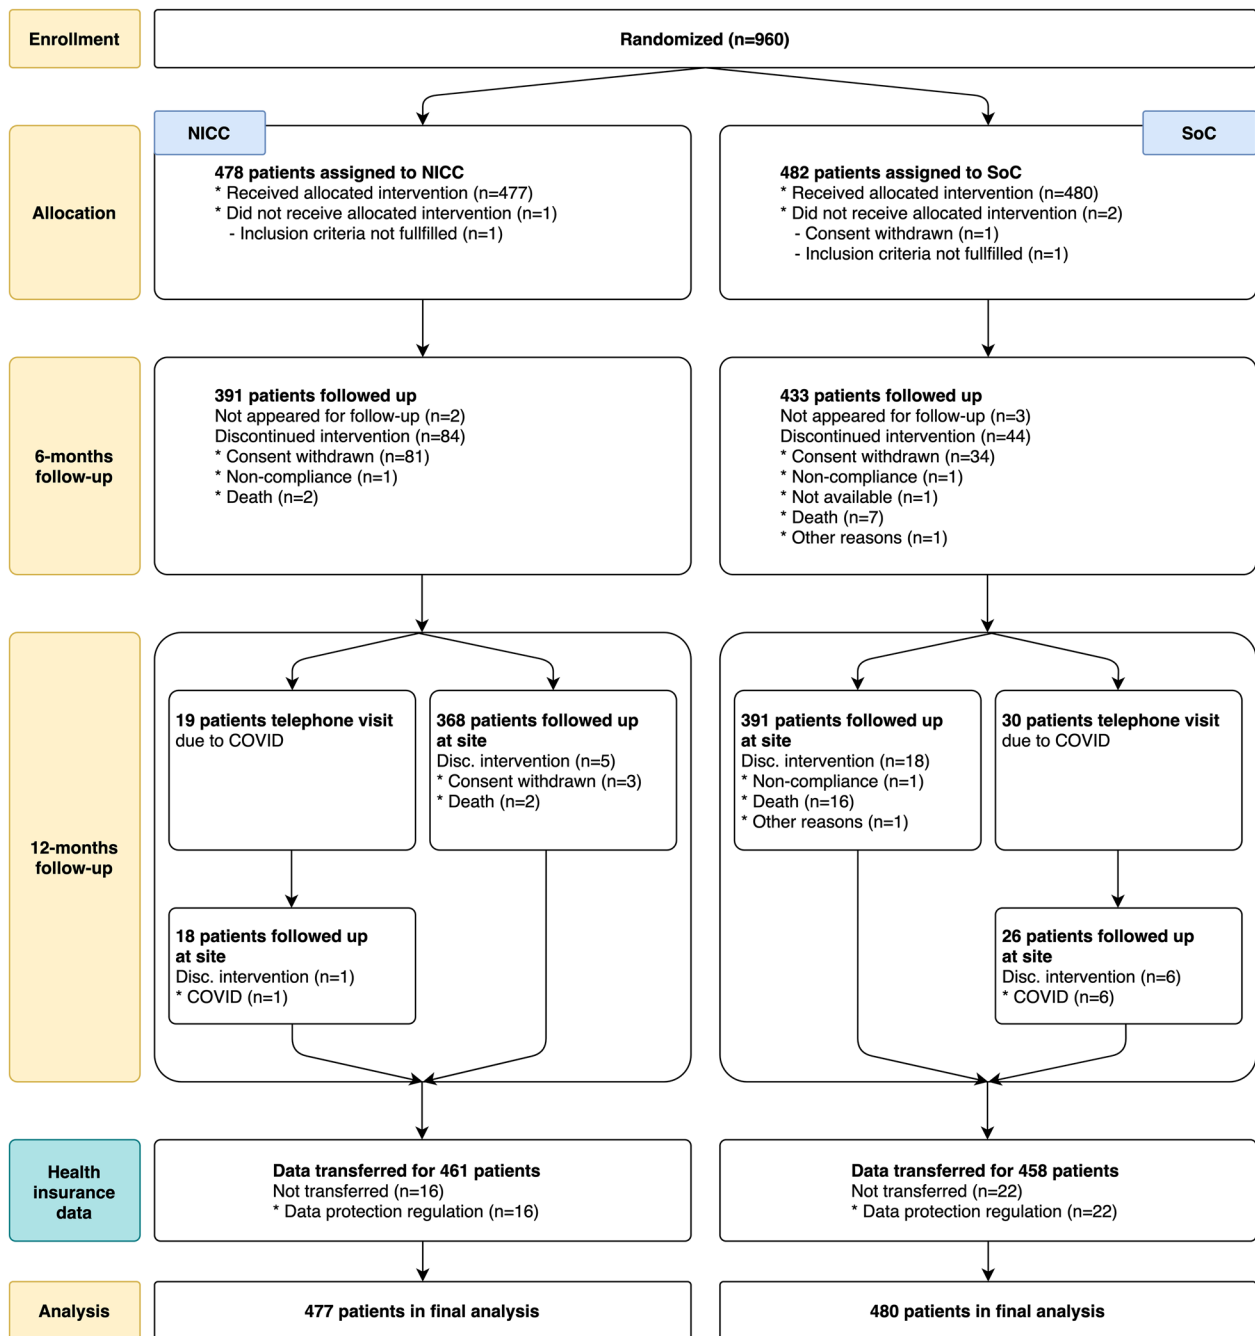 Enrollment
Randomized (n=960)
Allocation
NICC
478 patients assigned to NICC
* Received allocated intervention (n=477)
* Did not receive allocated intervention (n=1)
- Inclusion criteria not fullfilled (n=1)
SoC
482 patients assigned to SoC
* Received allocated intervention (n=480)
* Did not receive allocated intervention (n=2)
- Consent withdrawn (n=1)
- Inclusion criteria not fullfilled (n=1)
6-months
follow-up
391 patients followed up
Not appeared for follow-up (n=2)
Discontinued intervention (n=84)
* Consent withdrawn (n=81)
* Non-compliance (n=1)
* Death (n=2)
433 patients followed up
Not appeared for follow-up (n=3)
Discontinued intervention (n=44)
* Consent withdrawn (n=34)
* Non-compliance (n=1)
* Not available (n=1)
* Death (n=7)
* Other reasons (n=1)
12-months
follow-up
19 patients telephone visit
due to COVID
368 patients followed up
at site
Disc. intervention (n=5)
* Consent withdrawn (n=3)
* Death (n=2)
18 patients followed up
at site
Disc. intervention (n=1)
* COVID (n=1)
391 patients followed up
at site
Disc. intervention (n=18)
* Non-compliance (n=1)
* Death (n=16)
* Other reasons (n=1)
30 patients telephone visit
due to COVID
26 patients followed up
at site
Disc. intervention (n=6)
* COVID (n=6)
Health
insurance
data
Data transferred for 461 patients
Not transferred (n=16)
* Data protection regulation (n=16)
Data transferred for 458 patients
Not transferred (n=22)
* Data protection regulation (n=22)
Analysis
477 patients in final analysis
480 patients in final analysis